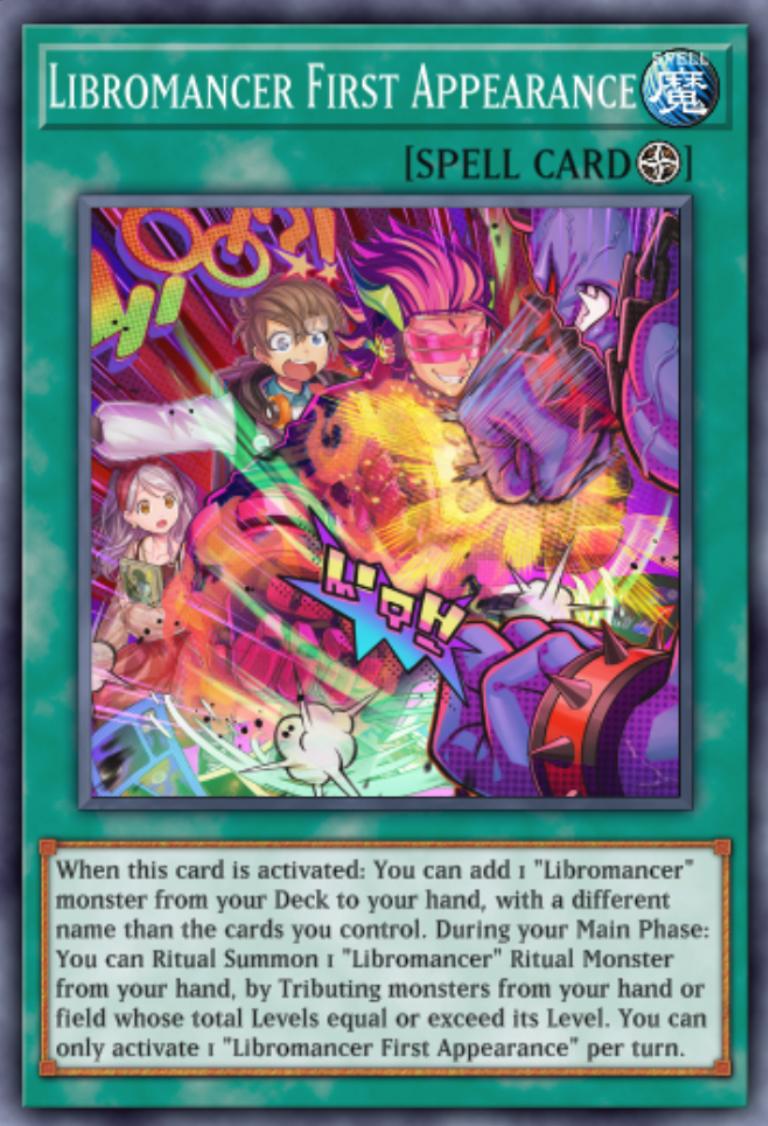 LIBROMANCER FIRST APPEARANCE
SPELL
魔
[SPELL CARD]
When this card is activated: You can add 1 "Libromancer"
monster from your Deck to your hand, with a different
name than the cards you control. During your Main Phase:
You can Ritual Summon 1 "Libromancer" Ritual Monster
from your hand, by Tributing monsters from your hand or
field whose total Levels equal or exceed its Level. You can
only activate 1 "Libromancer First Appearance" per turn.